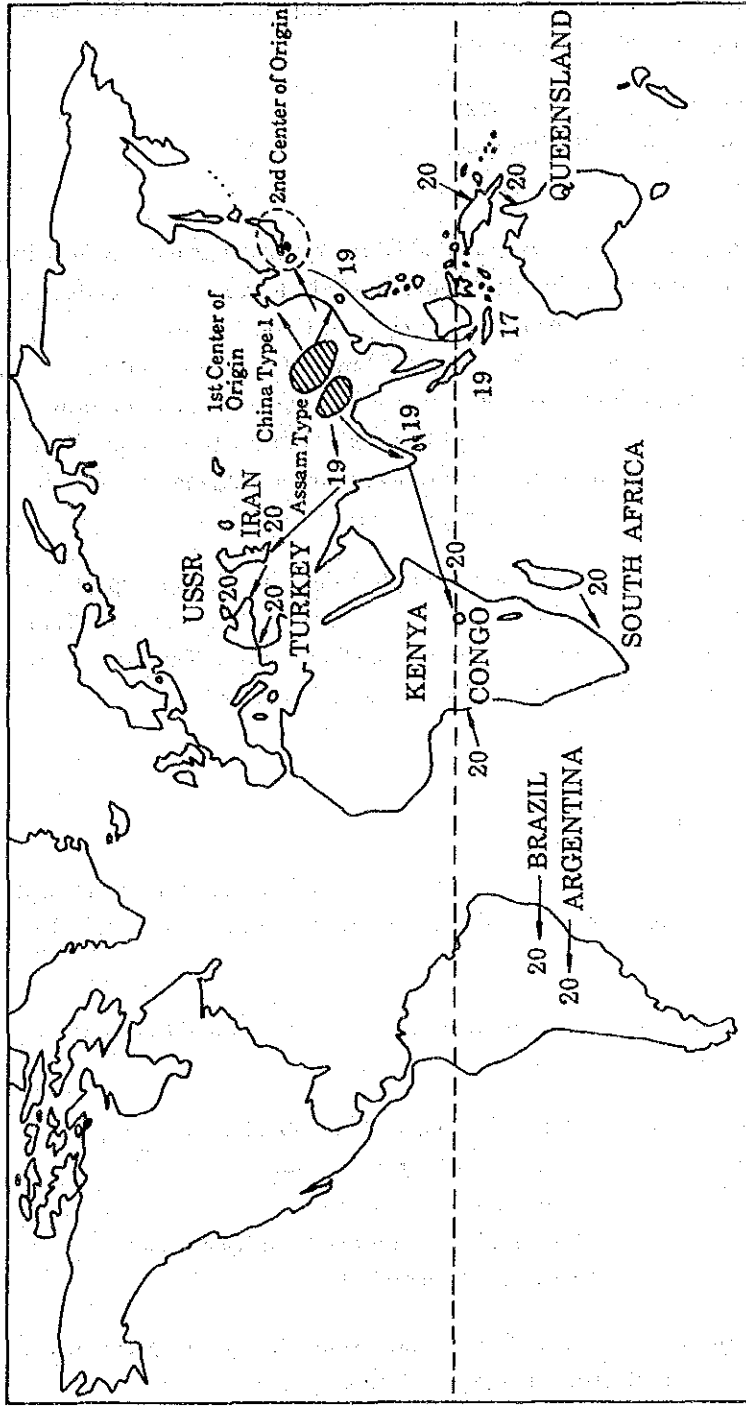 1st Center of
Origin
China Type 1
Assam Type
2nd Center of Origin
USSR
20
IRAN
20
20
TURKEY
19
19
19
19
17
20
20
QUEENSLAND
KENYA
20
CONGO
20
20
SOUTH AFRICA
20
BRAZIL
20
ARGENTINA